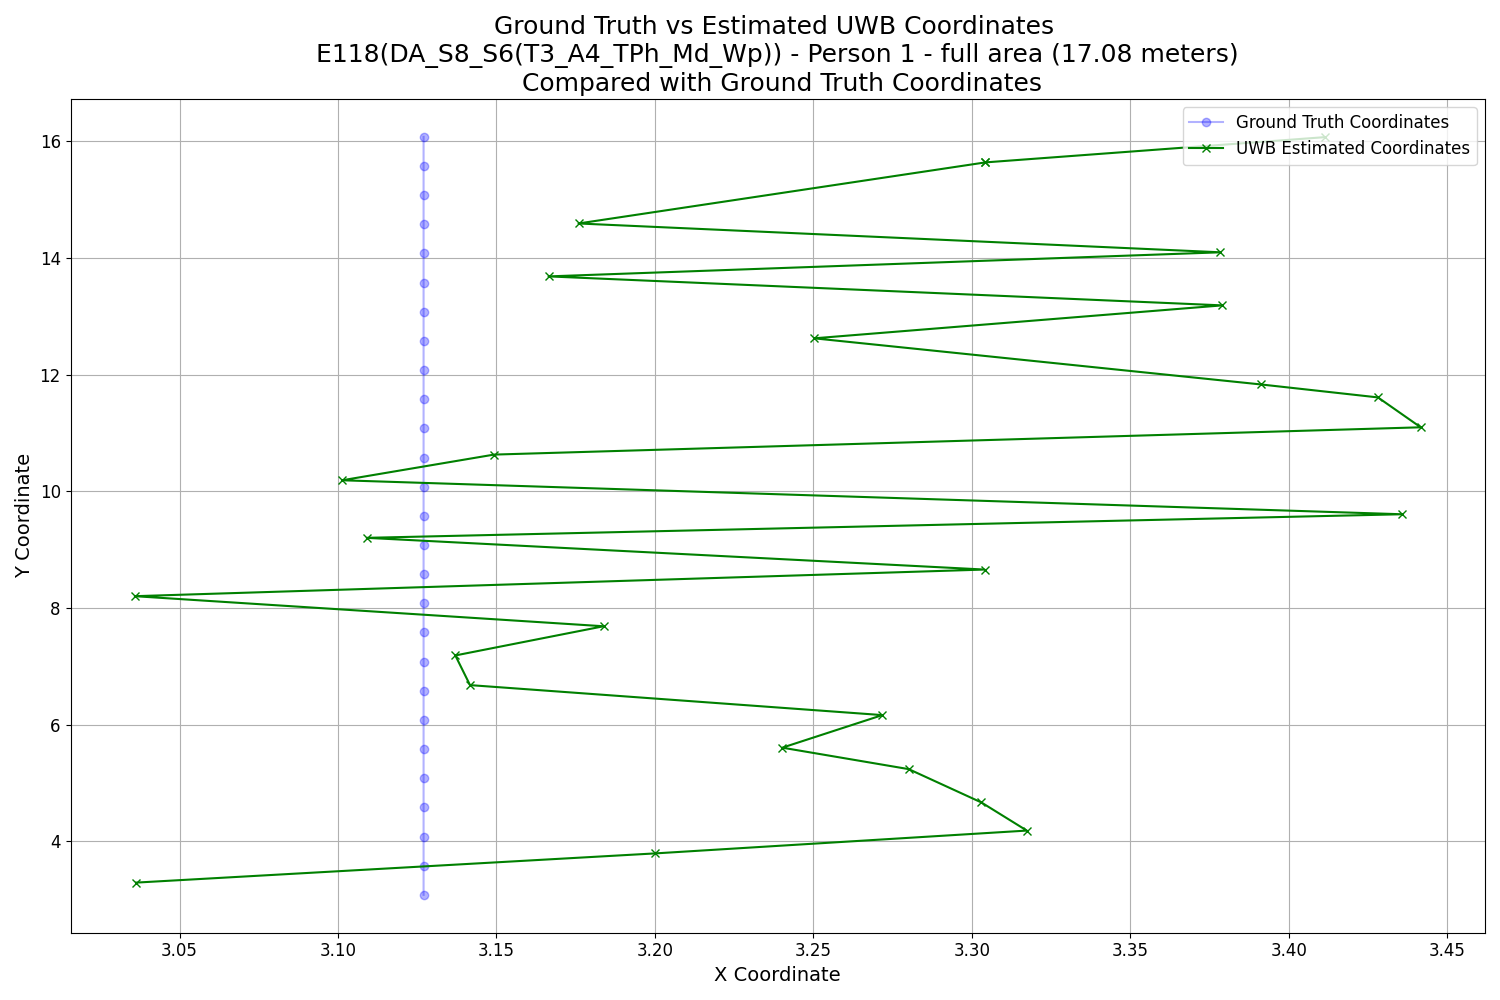 Ground Truth vs Estimated UWB Coordinates
E118(DA_S8_S6(T3_A4_TPh_Md_Wp)) - Person 1 - full area (17.08 meters)
Compared with Ground Truth Coordinates
Ground Truth Coordinates
UWB Estimated Coordinates
Y Coordinate
16
14
12
10
8
6
4
3.05 3.10 3.15 3.20 3.25 3.30 3.35 3.40 3.45
X Coordinate